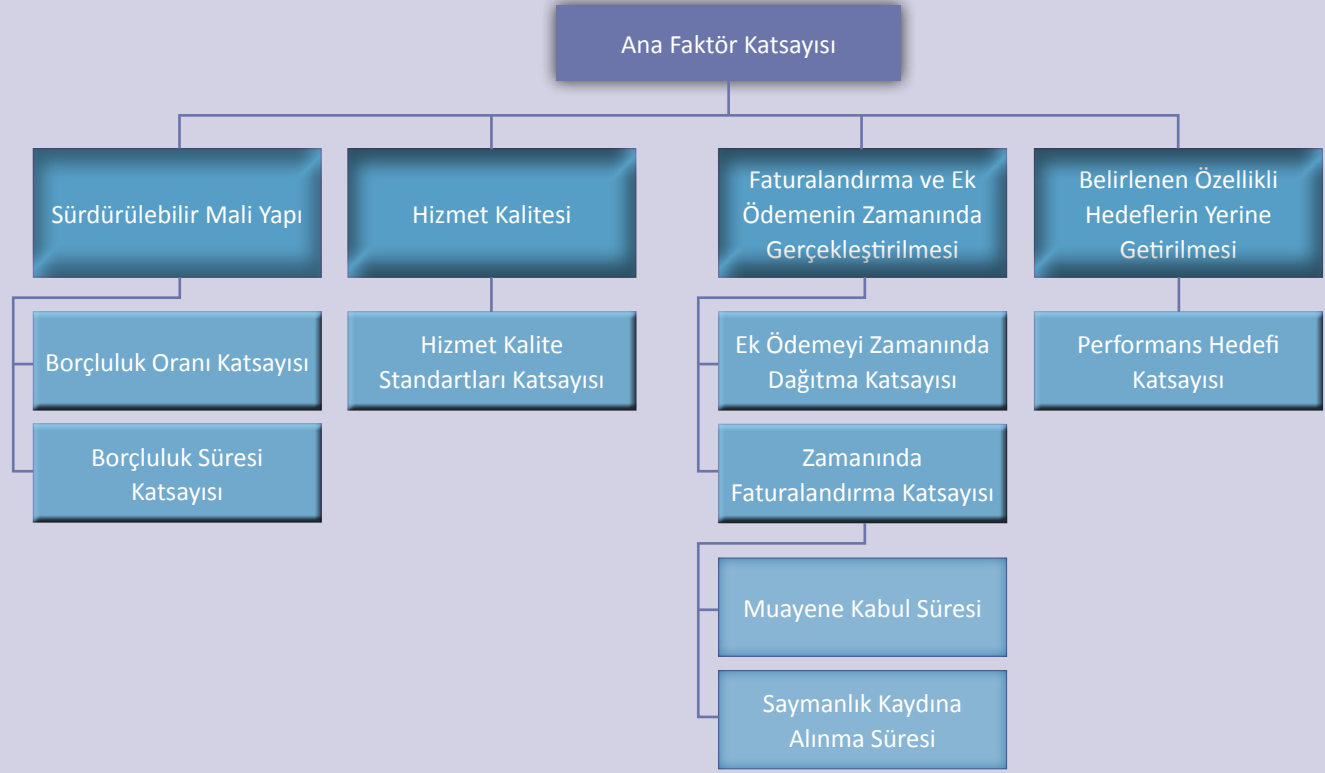 Ana Faktör Katsayısı
Sürdürülebilir Mali Yapı
Hizmet Kalitesi
Faturalandırma ve Ek
Ödemenin Zamanında
Gerçekleştirilmesi
Belirlenen Özellikli
Hedeflerin Yerine
Getirilmesi
Borçluluk Oranı Katsayısı
Hizmet Kalite
Standartları Katsayısı
Ek Ödemeyi Zamanında
Dağıtma Katsayısı
Performans Hedefi
Katsayısı
Borçluluk Süresi
Katsayısı
Zamanında
Faturalandırma Katsayısı
Muayene Kabul Süresi
Saymanlık Kaydına
Alınma Süresi